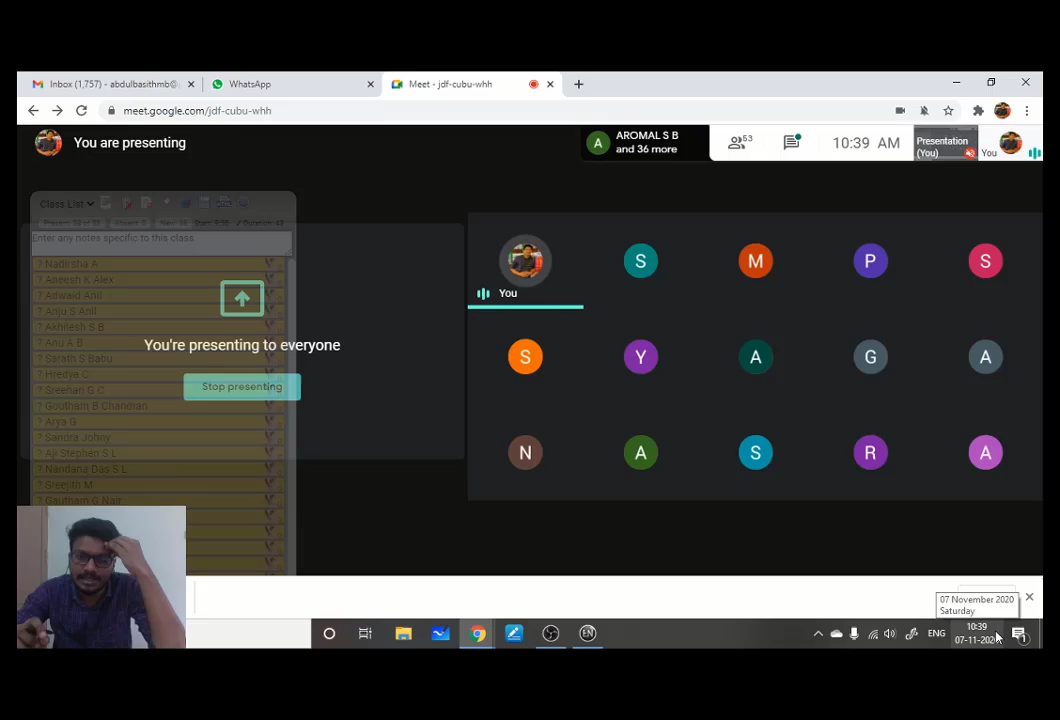 Inbox (1,757) - abdulbasithmb@
WhatsApp
Meet - jdf-cubu-whh
meet.google.com/jdf-cubu-whh
You are presenting
A
AROMAL S B
and 36 more
53
10:39 AM
Presentation
(You)
You
Class List
Enter any notes specific to this class
? Nadirsha A
? Aneesh K Alex
? Adwaid Anil
? Anju S Anil
? Akhilesh S B
? Anu A B
? Sarath S Babu
? Hredya C
? Sreehari G C
? Goutham B Chandran
? Arya G
? Sandra Johny
? Aji Stephen S L
? Nandana Das S L
? Sreejith M
? Gautham G Nair
You're presenting to everyone
Stop presenting
You
S
M
P
S
S
Y
A
G
A
N
A
S
R
A
07 November 2020
Saturday
EN
ENG
10:39
07-11-2020
1